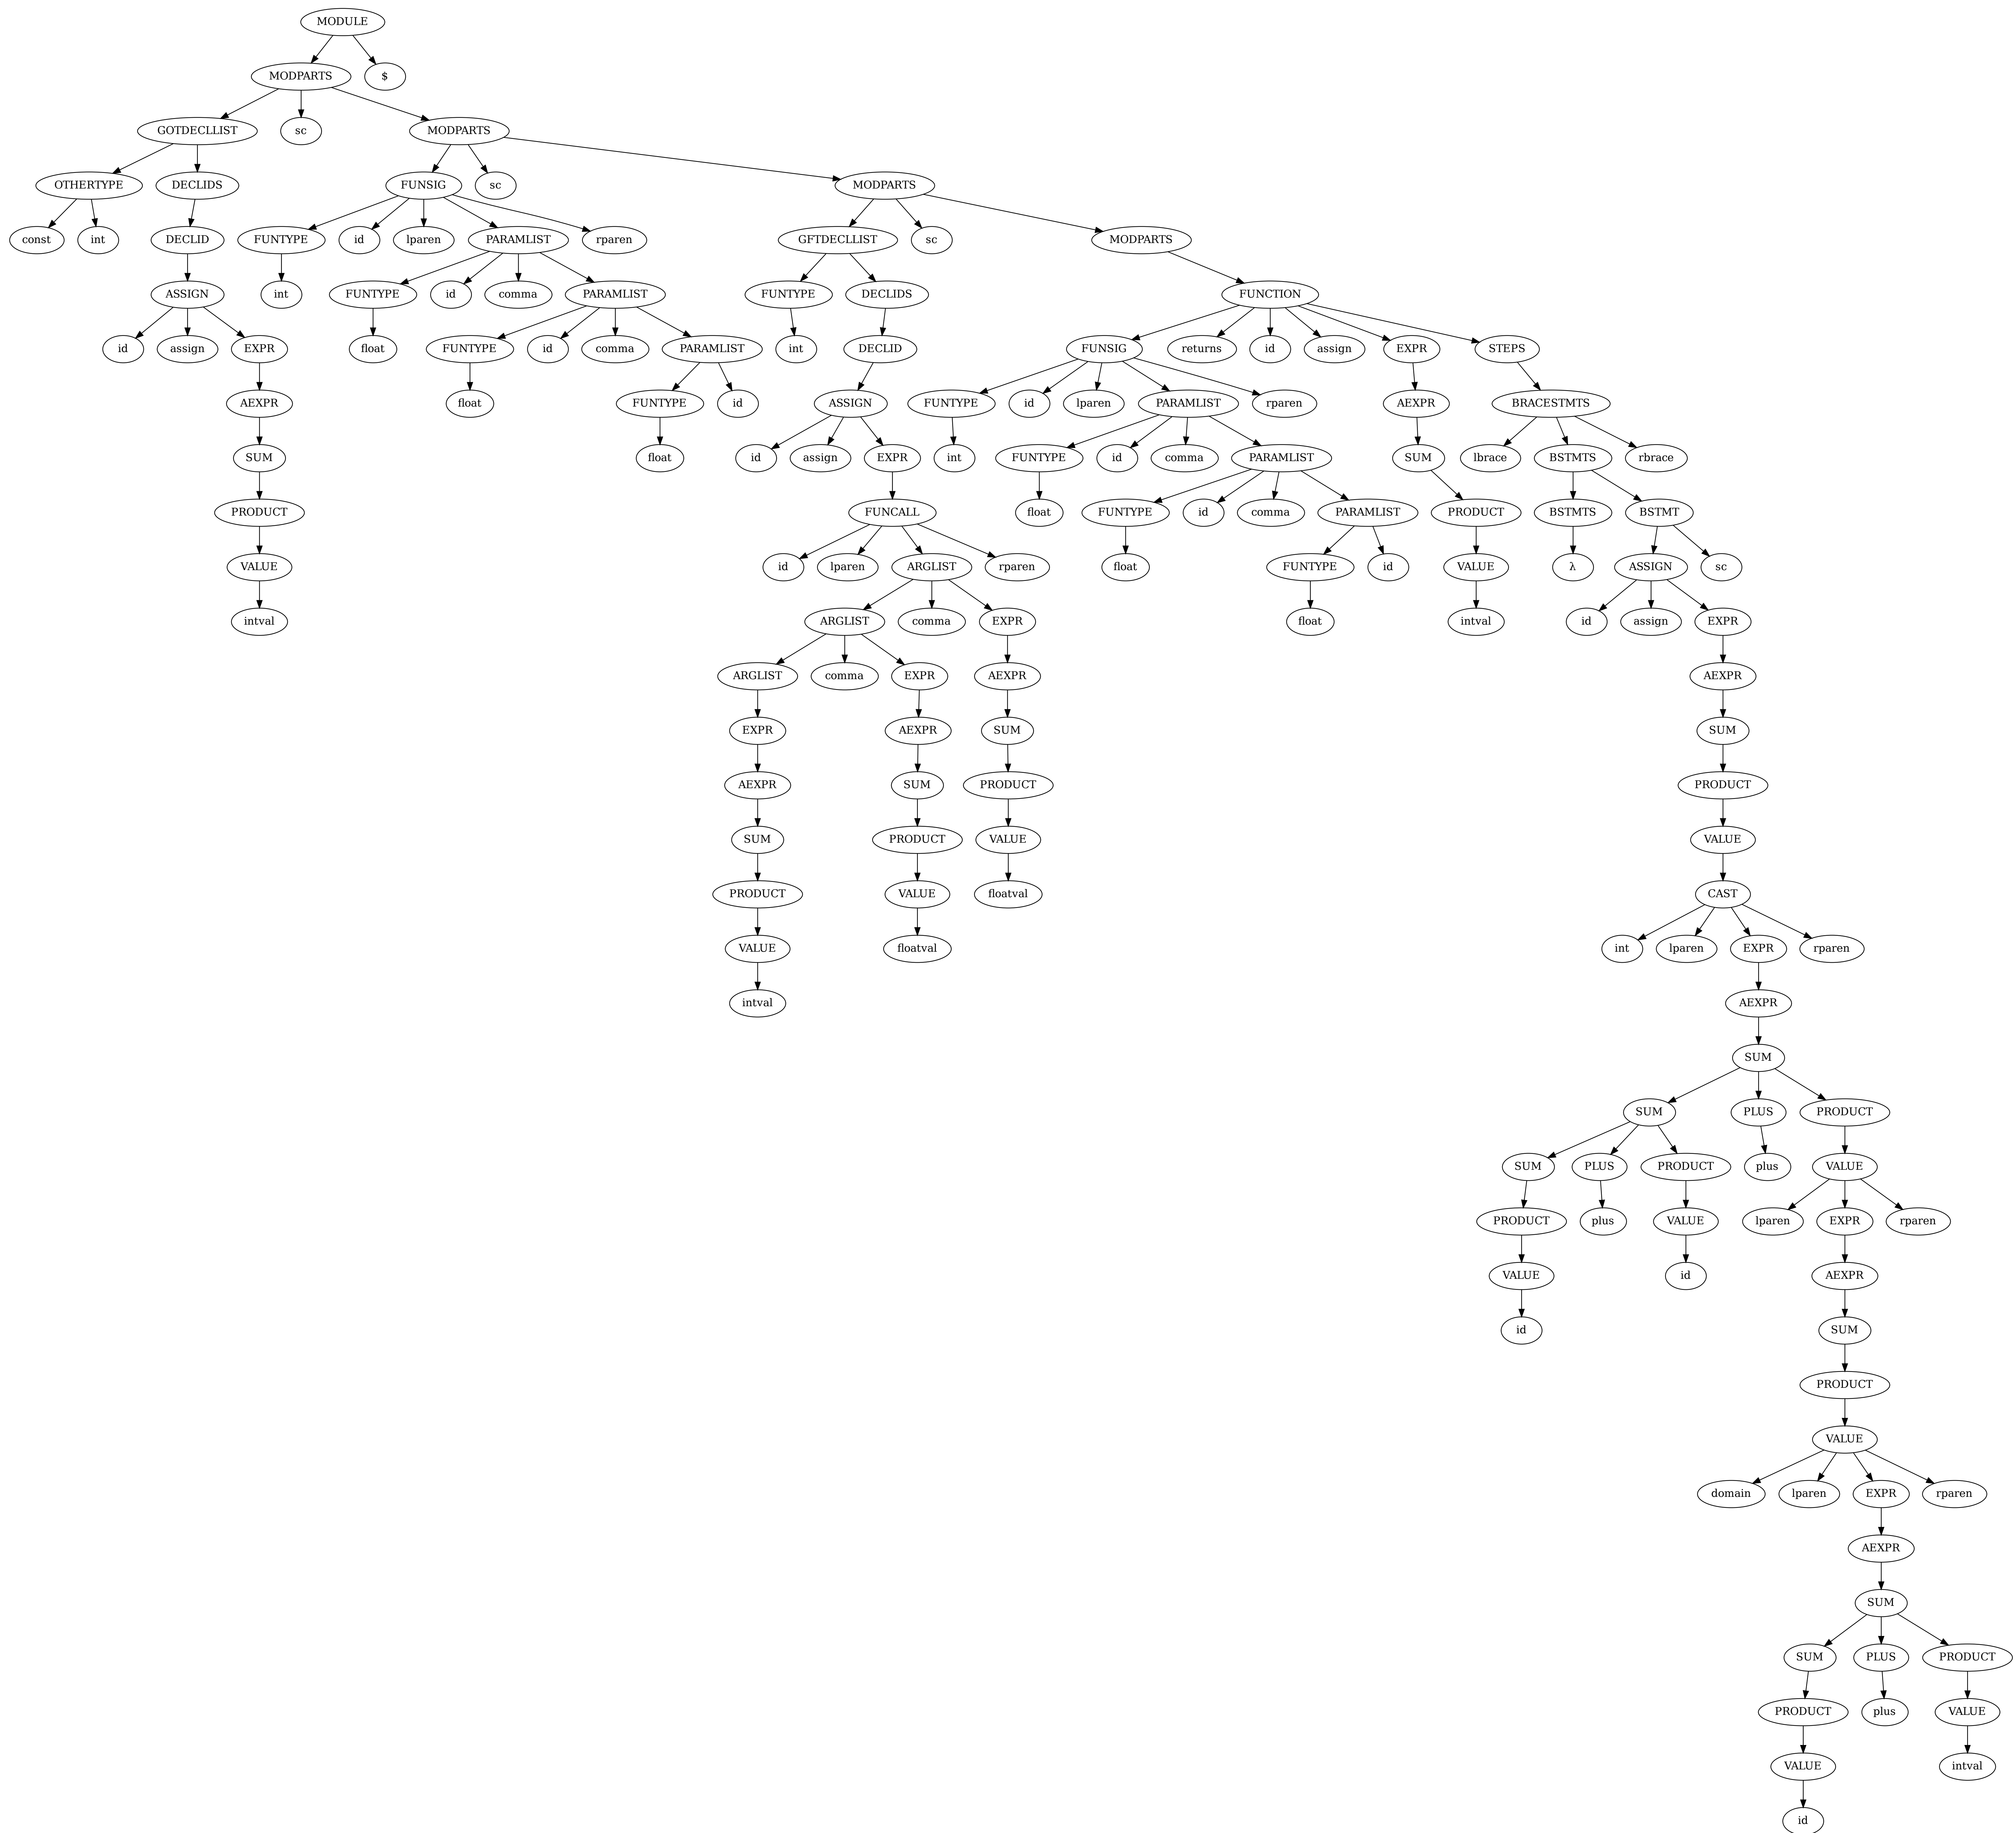 MODULE
MODPARTS $
GOTDECLLIST sc MODPARTS
OTHERTYPE DECLIDS FUNSIG sc MODPARTS
const int DECLID FUNTYPE id lparen PARAMLIST rparen GFTDECLLIST sc MODPARTS
ASSIGN int FUNTYPE id comma PARAMLIST FUNTYPE DECLIDS FUNCTION
id assign EXPR float FUNTYPE id comma PARAMLIST int DECLID FUNSIG returns id assign EXPR STEPS
AEXPR float FUNTYPE id ASSIGN FUNTYPE id lparen PARAMLIST rparen AEXPR BRACESTMTS
SUM float id assign EXPR int FUNTYPE id comma PARAMLIST SUM lbrace BSTMTS rbrace
PRODUCT FUNCALL float FUNTYPE id comma PARAMLIST PRODUCT BSTMTS BSTMT
VALUE id lparen ARGLIST rparen float FUNTYPE id VALUE λ ASSIGN sc
intval ARGLIST comma EXPR float intval id assign EXPR
ARGLIST comma EXPR AEXPR AEXPR
EXPR AEXPR SUM SUM
AEXPR SUM PRODUCT PRODUCT
SUM PRODUCT VALUE VALUE
PRODUCT VALUE floatval CAST
VALUE floatval int lparen EXPR rparen
intval AEXPR
SUM
SUM PLUS PRODUCT
SUM PLUS PRODUCT plus VALUE
PRODUCT plus VALUE lparen EXPR rparen
VALUE id AEXPR
id SUM
PRODUCT
VALUE
domain lparen EXPR rparen
AEXPR
SUM
SUM PLUS PRODUCT
PRODUCT plus VALUE
VALUE intval
id